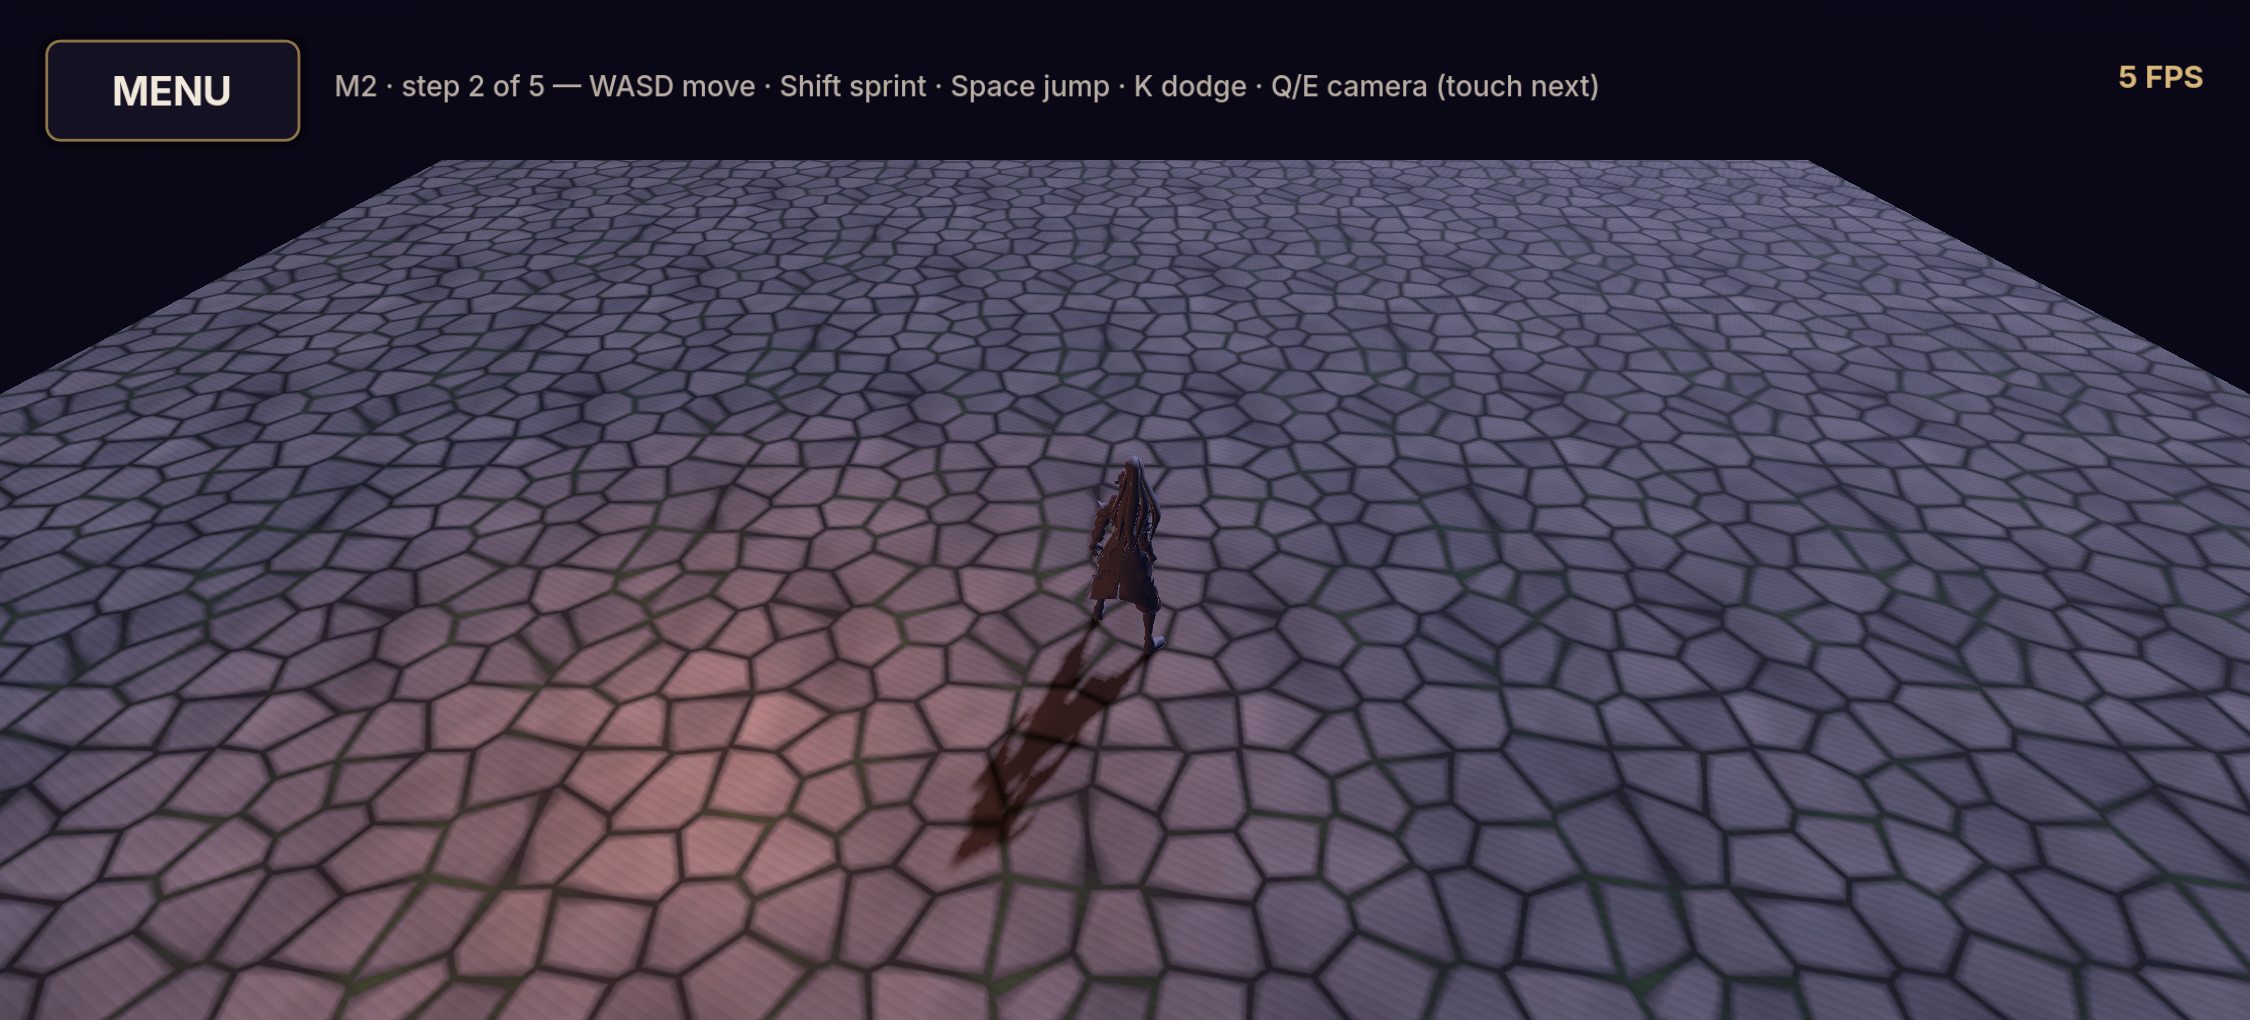 MENU
M2 · step 2 of 5 — WASD move · Shift sprint · Space jump · K dodge · Q/E camera (touch next)
5 FPS